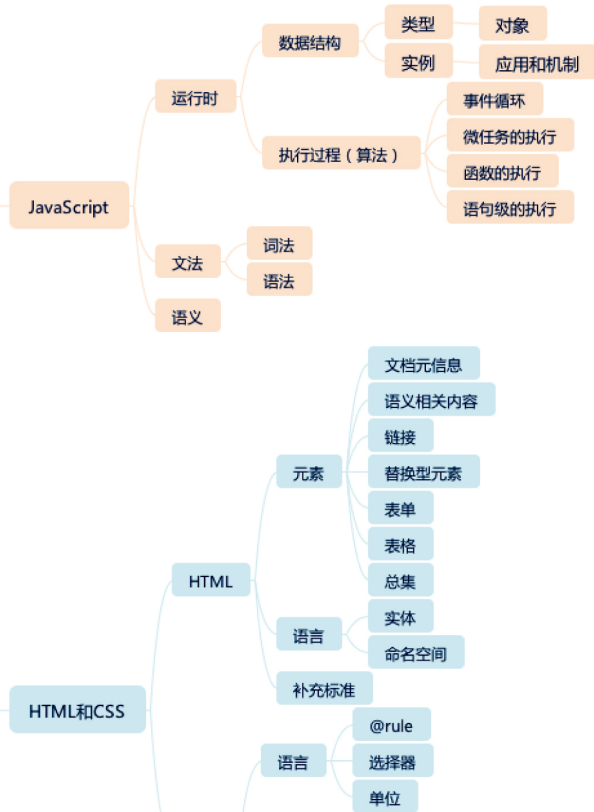 JavaScript
运行时
数据结构
类型
对象
实例
应用和机制
执行过程（算法）
事件循环
微任务的执行
函数的执行
语句级的执行
文法
词法
语法
语义
HTML和CSS
HTML
元素
文档元信息
语义相关内容
链接
替换型元素
表单
表格
总集
语言
实体
命名空间
补充标准
语言
@rule
选择器
单位